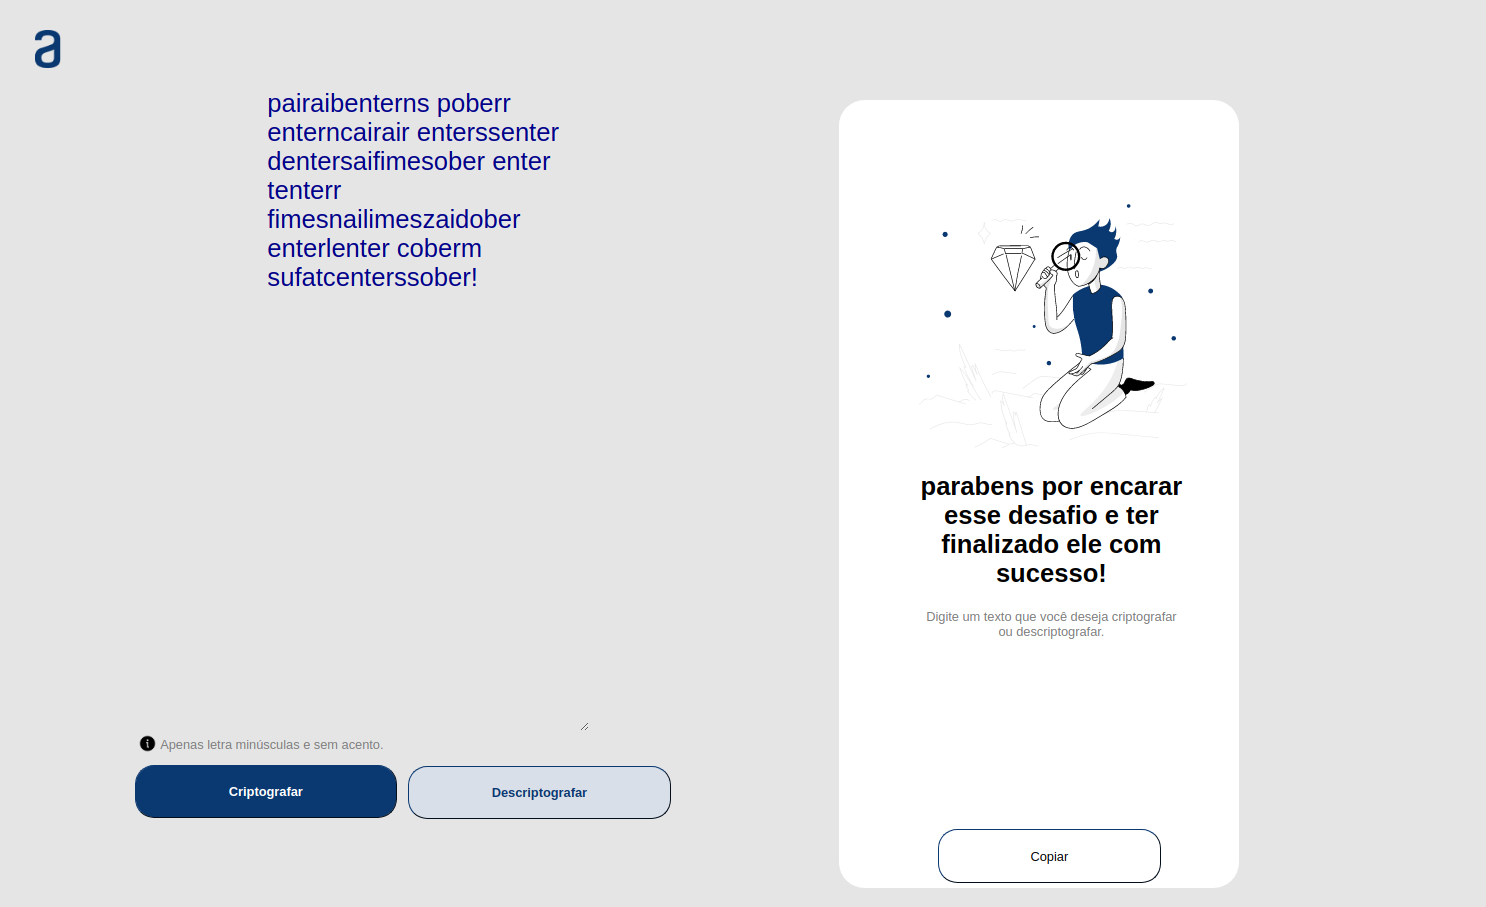 a
pairaibenterns poberr
enterncairair enterssenter
dentersaifimesober enter
tenterr
fimesnailimeszaidober
enterlenter coberm
sufatcenterssober!
Apenas letra minúsculas e sem acento.
Criptografar
Descriptografar
parabens por encarar
esse desafio e ter
finalizado ele com
sucesso!
Digite um texto que você deseja criptografar
ou descriptografar.
Copiar